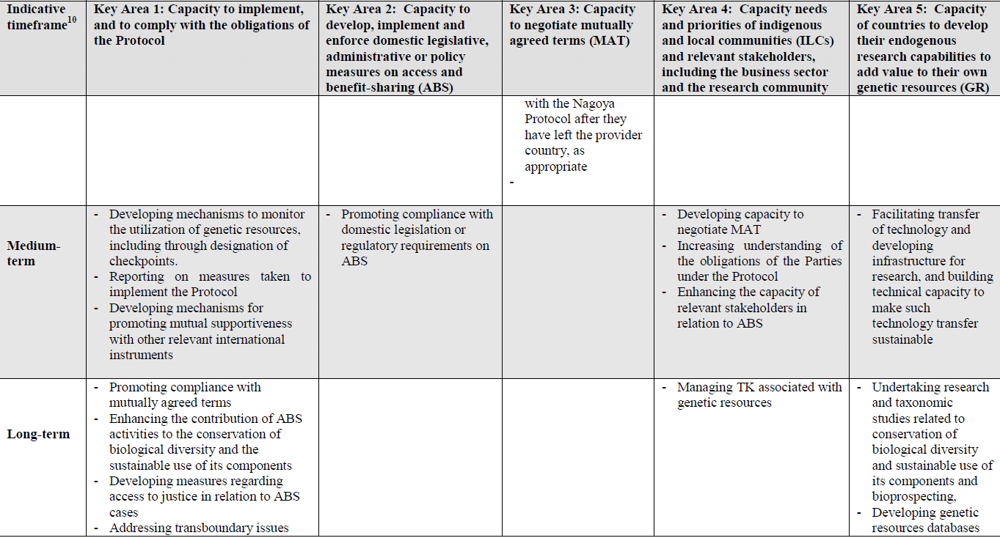 Indicative
timeframe10
Key Area 1: Capacity to implement,
and to comply with the obligations of
the Protocol
Key Area 2:  Capacity to
develop, implement and
enforce domestic legislative,
administrative or policy
measures on access and
benefit-sharing (ABS)
Key Area 3: Capacity
to negotiate mutually
agreed terms (MAT)
Key Area 4:  Capacity needs
and priorities of indigenous
and local communities (ILCs)
and relevant stakeholders,
including the business sector
and the research community
Key Area 5:  Capacity
of countries to develop
their endogenous
research capabilities to
add value to their own
genetic resources (GR)
with the Nagoya
Protocol after they
have left the provider
country, as
appropriate
-
Medium-
term
- Developing mechanisms to monitor
the utilization of genetic resources,
including through designation of
checkpoints.
- Reporting on measures taken to
implement the Protocol
- Developing mechanisms for
promoting mutual supportiveness
with other relevant international
instruments
- Promoting compliance with
domestic legislation or
regulatory requirements on
ABS
- Developing capacity to
negotiate MAT
- Increasing understanding of
the obligations of the Parties
under the Protocol
- Enhancing the capacity of
relevant stakeholders in
relation to ABS
- Facilitating transfer
of technology and
developing
infrastructure for
research, and building
technical capacity to
make such
technology transfer
sustainable
Long-term
- Promoting compliance with
mutually agreed terms
- Enhancing the contribution of ABS
activities to the conservation of
biological diversity and the
sustainable use of its components
- Developing measures regarding
access to justice in relation to ABS
cases
- Addressing transboundary issues
- Managing TK associated with
genetic resources
- Undertaking research
and taxonomic
studies related to
conservation of
biological diversity
and sustainable use of
its components and
bioprospecting,
- Developing genetic
resources databases